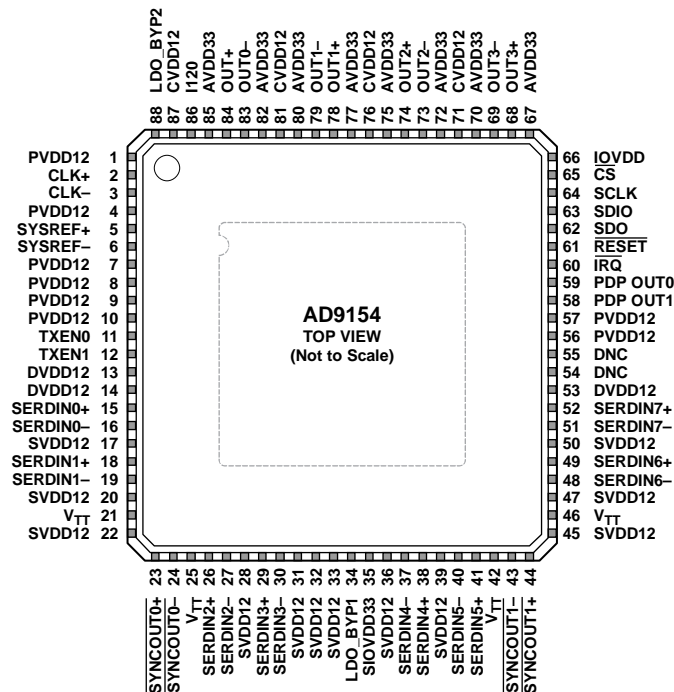 88 LDO_BYP2
87 CVDD12
86 I120
85 AVDD33
84 OUT+
83 OUT0–
82 AVDD33
81 CVDD12
80 AVDD33
79 OUT1–
78 OUT1+
77 AVDD33
76 CVDD12
75 AVDD33
74 OUT2+
73 OUT2–
72 AVDD33
71 CVDD12
70 AVDD33
69 OUT3–
68 OUT3+
67 AVDD33
PVDD12 1
CLK+ 2
CLK– 3
PVDD12 4
SYSREF+ 5
SYSREF– 6
PVDD12 7
PVDD12 8
PVDD12 9
PVDD12 10
TXEN0 11
TXEN1 12
DVDD12 13
DVDD12 14
SERDIN0+ 15
SERDIN0– 16
SVDD12 17
SERDIN1+ 18
SERDIN1– 19
SVDD12 20
VTT 21
SVDD12 22
AD9154
TOP VIEW
(Not to Scale)
66 IOVDD
65 CS
64 SCLK
63 SDIO
62 SDO
61 RESET
60 IRQ
59 PDP OUT0
58 PDP OUT1
57 PVDD12
56 PVDD12
55 DNC
54 DNC
53 DVDD12
52 SERDIN7+
51 SERDIN7–
50 SVDD12
49 SERDIN6+
48 SERDIN6–
47 SVDD12
46 VTT
45 SVDD12
SYNCOUT0+ 23
SYNCOUT0– 24
VTT 25
SERDIN2+ 26
SERDIN2– 27
SVDD12 28
SERDIN3+ 29
SERDIN3– 30
SVDD12 31
SVDD12 32
SVDD12 33
LDO_BYP1 34
SIOVDD33 35
SVDD12 36
SERDIN4– 37
SERDIN4+ 38
SVDD12 39
SERDIN5– 40
SERDIN5+ 41
VTT 42
SYNCOUT1– 43
SYNCOUT1+ 44